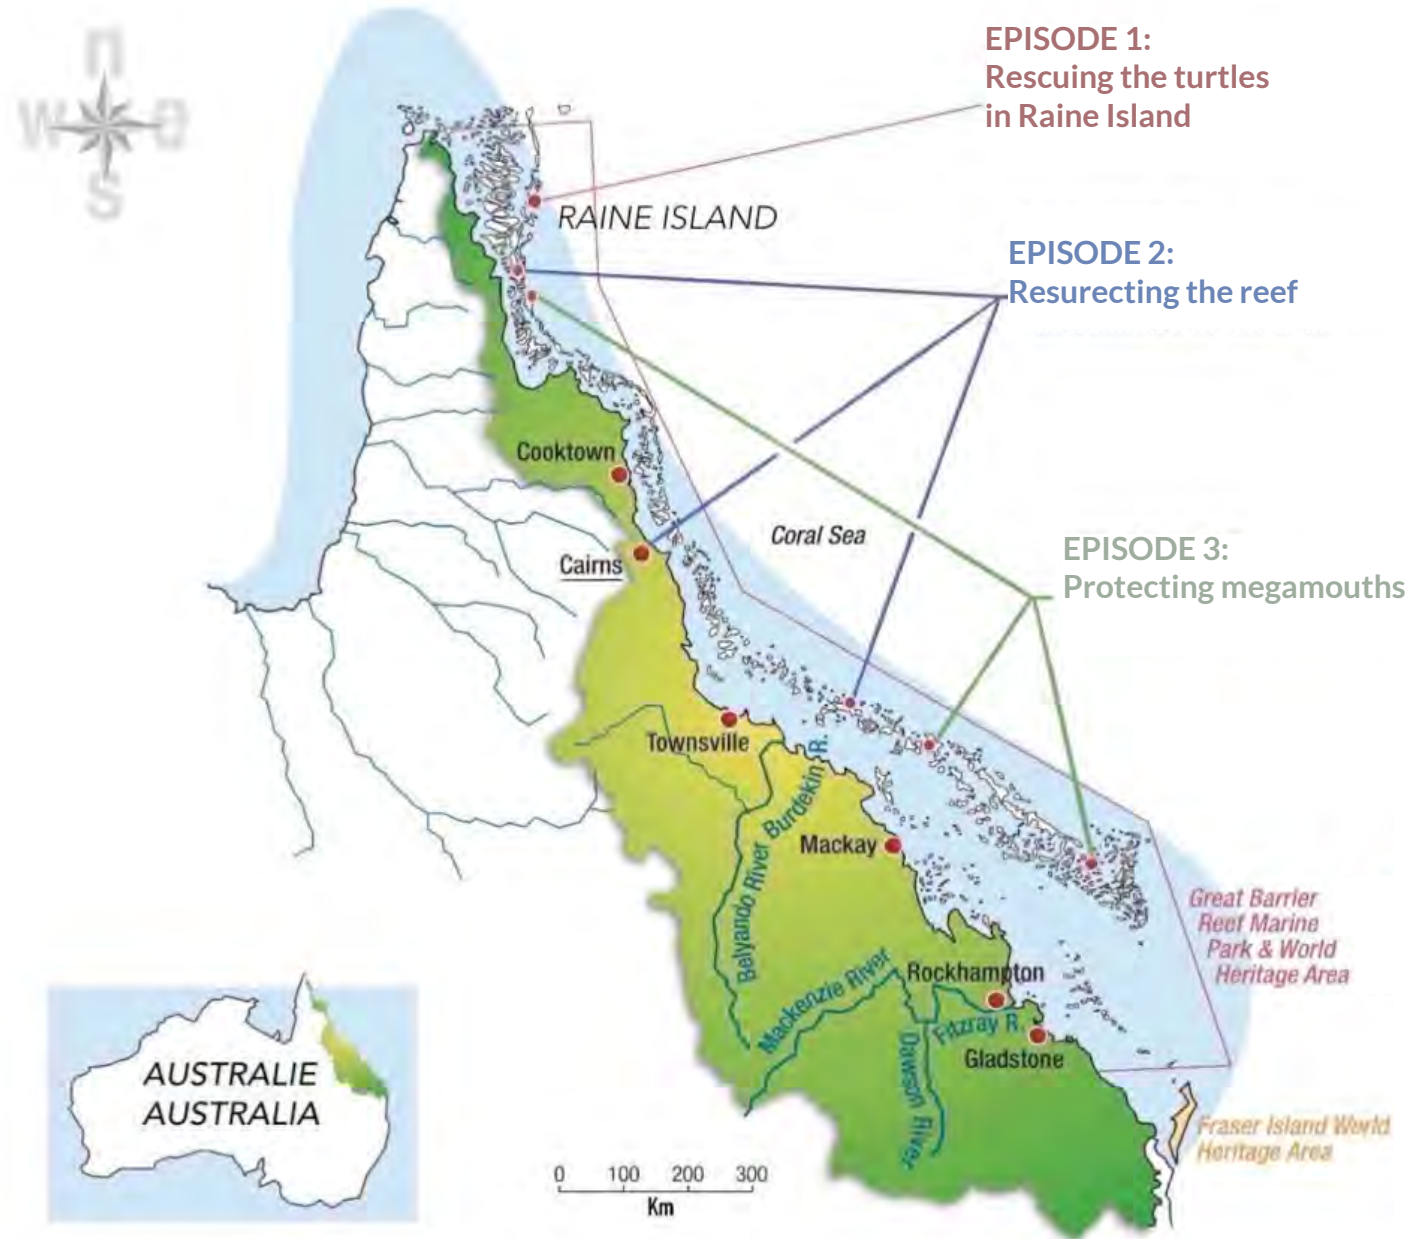 n
w e
s
EPISODE 1:
Rescuing the turtles
in Raine Island
RAINE ISLAND
EPISODE 2:
Resurecting the reef
Cooktown
Coral Sea
EPISODE 3:
Protecting megamouths
Cairns
Townsville
Burdekin R.
Belyando River
Mackay
Great Barrier
Reef Marine
Park & World
Heritage Area
Mackenzie River
Rockhampton
Fitzray R.
Dawson River
Gladstone
AUSTRALIE
AUSTRALIA
Fraser Island World
Heritage Area
0 100 200 300
Km